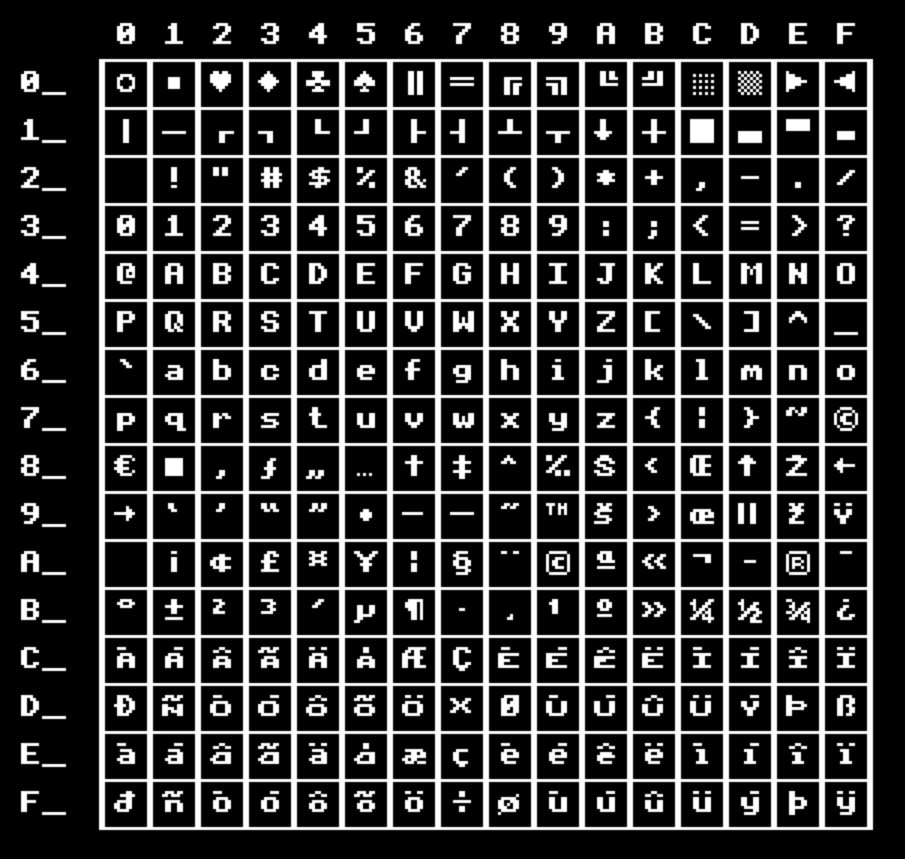 0 1 2 3 4 5 6 7 8 9 A B C D E F
0_ ○ ▪ ♥ ◆ ♣ ♠ ‖ ═ ╔ ╗ ╚ ╝ ░ ▒ ► ◄
1_ │ ─ ┌ ┐ └ ┘ ├ ┤ ┴ ┬ ↓ ┼ █ ▄ ▀ ▬
2_ ! " # $ % & ' ( ) * + , - . /
3_ 0 1 2 3 4 5 6 7 8 9 : ; < = > ?
4_ @ A B C D E F G H I J K L M N O
5_ P Q R S T U V W X Y Z [ \ ] ^ _
6_ ` a b c d e f g h i j k l m n o
7_ p q r s t u v w x y z { ¦ } ~ ©
8_ € ■ ‚ ƒ „ … † ‡ ˆ ‰ S ‹ Œ ↑ Ž ←
9_ → ‘ ’ “ ” • – — ˜ ™ š › œ ‖ ž Ÿ
A_ ¡ ¢ £ ¤ ¥ ¦ § ¨ © ª « ¬ - ® ¯
B_ ° ± ² ³ ´ µ ¶ · ¸ ¹ º » ¼ ½ ¾ ¿
C_ À Á Â Ã Ä Å Æ Ç È É Ê Ë Ì Í Î Ï
D_ Ð Ñ Ò Ó Ô Õ Ö × Ø Ù Ú Û Ü Ý Þ ß
E_ à á â ã ä å æ ç è é ê ë ì í î ï
F_ ð ñ ò ó ô õ ö ÷ ø ù ú û ü ý þ ÿ